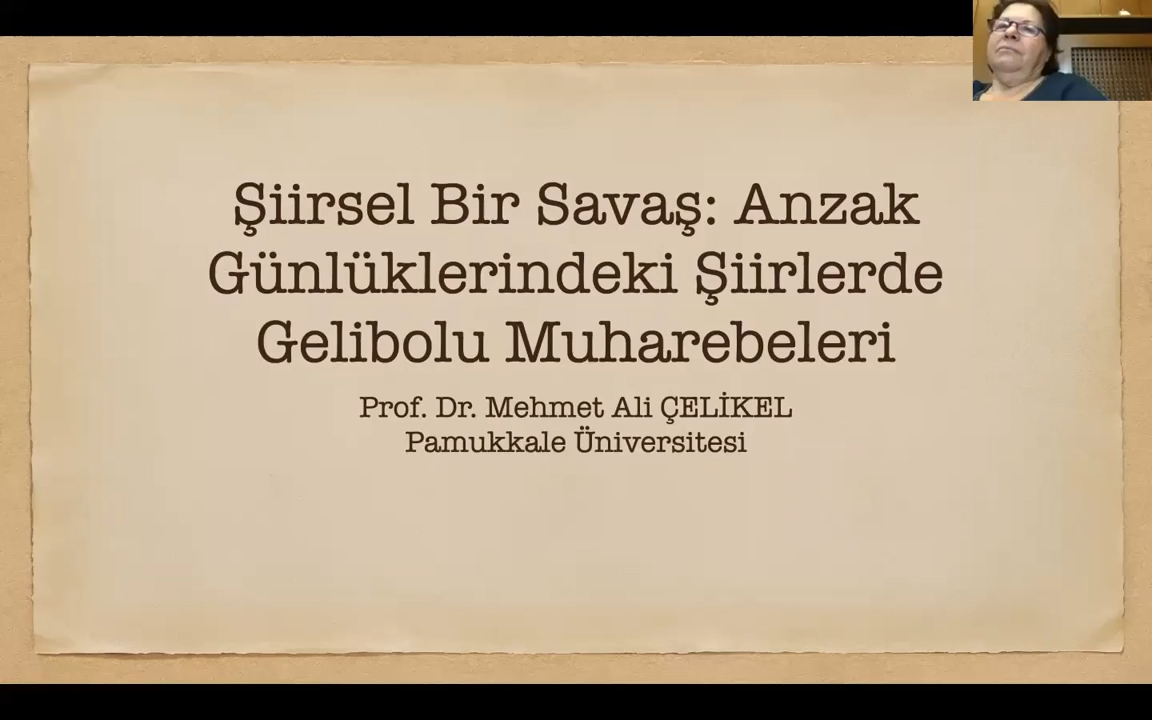 Şiirsel Bir Savaş: Anzak
Günlüklerindeki Şiirlerde
Gelibolu Muharebeleri
Prof. Dr. Mehmet Ali ÇELİKEL
Pamukkale Üniversitesi